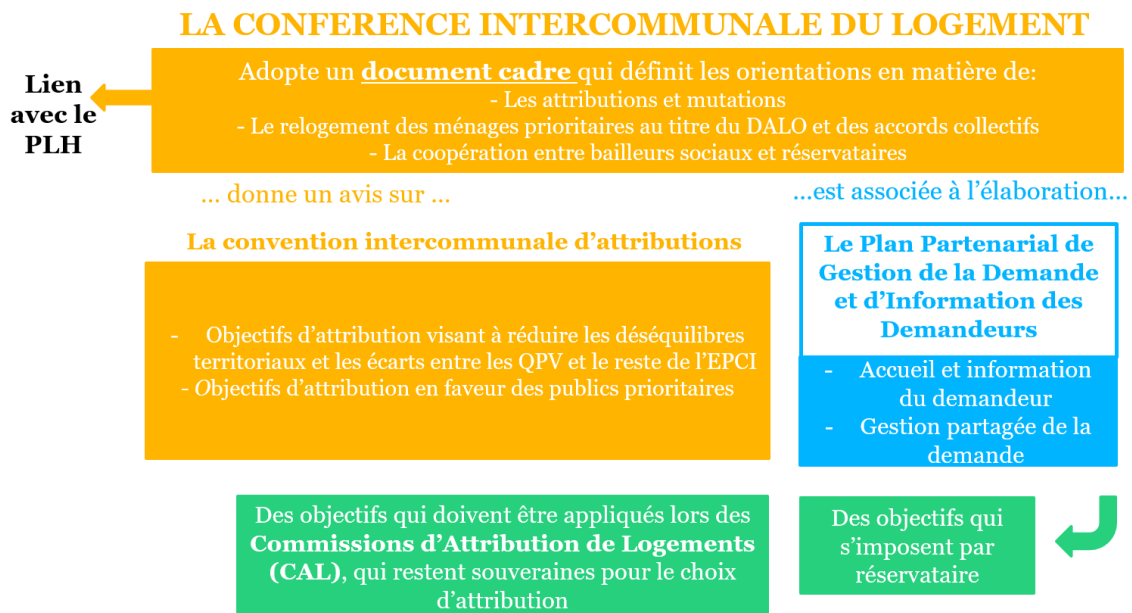 LA CONFERENCE INTERCOMMUNALE DU LOGEMENT
Lien
avec le
PLH
Adopte un document cadre qui définit les orientations en matière de:
- Les attributions et mutations
- Le relogement des ménages prioritaires au titre du DALO et des accords collectifs
- La coopération entre bailleurs sociaux et réservataires
... donne un avis sur ...
La convention intercommunale d'attributions
- Objectifs d'attribution visant à réduire les déséquilibres
territoriaux et les écarts entre les QPV et le reste de l'EPCI
- Objectifs d'attribution en faveur des publics prioritaires
...est associée à l'élaboration...
Le Plan Partenarial de
Gestion de la Demande
et d'Information des
Demandeurs
- Accueil et information
du demandeur
- Gestion partagée de la
demande
Des objectifs qui doivent être appliqués lors des
Commissions d'Attribution de Logements
(CAL), qui restent souveraines pour le choix
d'attribution
Des objectifs qui
s'imposent par
réservataire